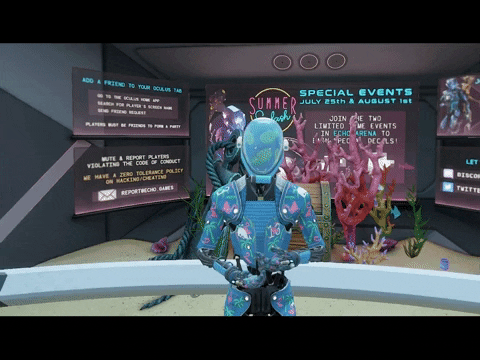 ADD A FRIEND TO YOUR OCULUS TAB
GO TO THE OCULUS HOME APP
SEARCH FOR PLAYER'S SCREEN NAME
SEND FRIEND REQUEST
PLAYERS MUST BE FRIENDS TO FORM A PARTY
MUTE & REPORT PLAYERS
VIOLATING THE CODE OF CONDUCT
WE HAVE A ZERO TOLERANCE POLICY
ON HACKING/CHEATING
REPORT@ECHO.GAMES
SUMMER
Splash
SPECIAL EVENTS
JULY 25th & AUGUST 1st
JOIN THE TWO
LIMITED TIME EVENTS
IN ECHO ARENA TO
SPECIAL DECALS!
LET
DISCOR
TWITTE